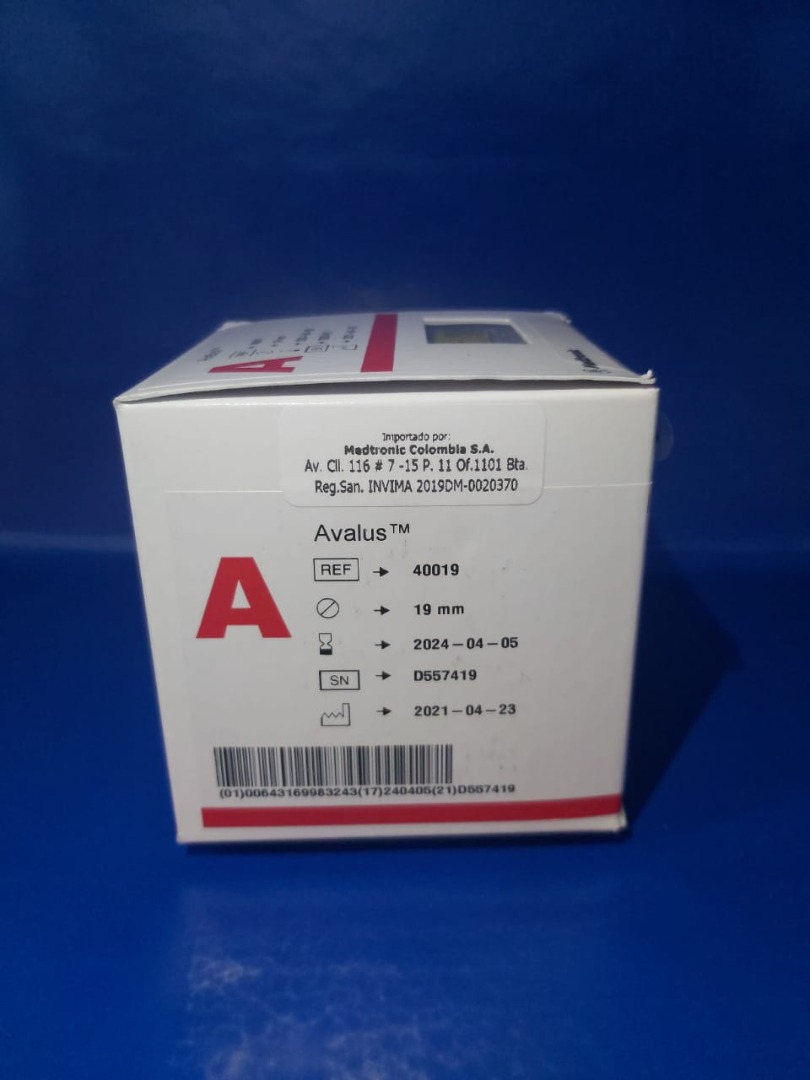 A
Importado por:
Medtronic Colombia S.A.
Av. Cll. 116 # 7 -15 P. 11 Of.1101 Bta.
Reg.San. INVIMA 2019DM-0020370
Avalus™
A
REF 40019
19 mm
2024-04-05
SN D557419
2021-04-23
(01)00643169983243(17)240405(21)D557419